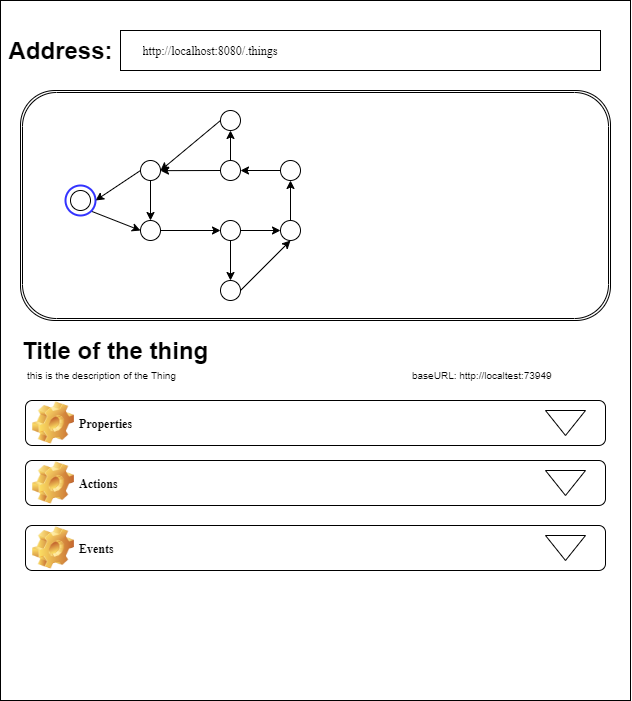 Address:
http://localhost:8080/.things
Title of the thing
this is the description of the Thing
baseURL: http://localtest:73949
Properties
Actions
Events